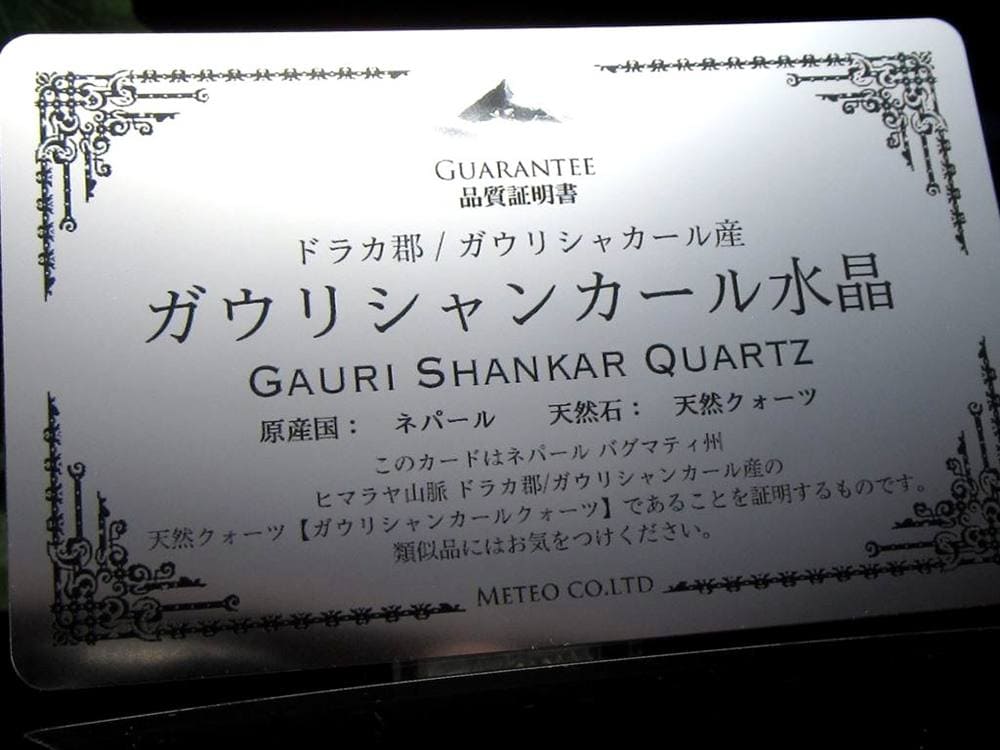 GUARANTEE
品質証明書
ドラカ郡 / ガウリシャカール産
ガウリシャンカール水晶
GAURI SHANKAR QUARTZ
原産国： ネパール 天然石： 天然クォーツ
このカードはネパール バグマティ州
ヒマラヤ山脈 ドラカ郡/ガウリシャンカール産の
天然クォーツ【ガウリシャンカールクォーツ】であることを証明するものです。
類似品にはお気をつけください。
METEO CO.LTD